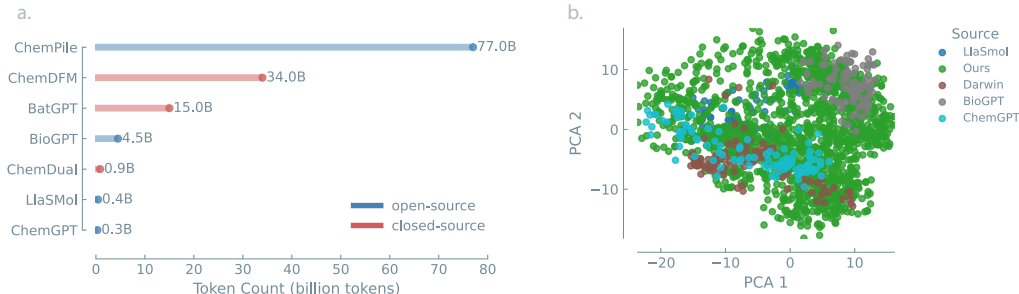 a.
ChemPile
77.0B
ChemDFM
34.0B
BatGPT
15.0B
BioGPT
4.5B
ChemDual
0.9B
LlaSMol
0.4B
ChemGPT
0.3B
open-source
closed-source
0 10 20 30 40 50 60 70 80
Token Count (billion tokens)
b.
Source
LlaSmol
Ours
Darwin
BioGPT
ChemGPT
PCA 2
10
0
−10
−20 −10 0 10
PCA 1